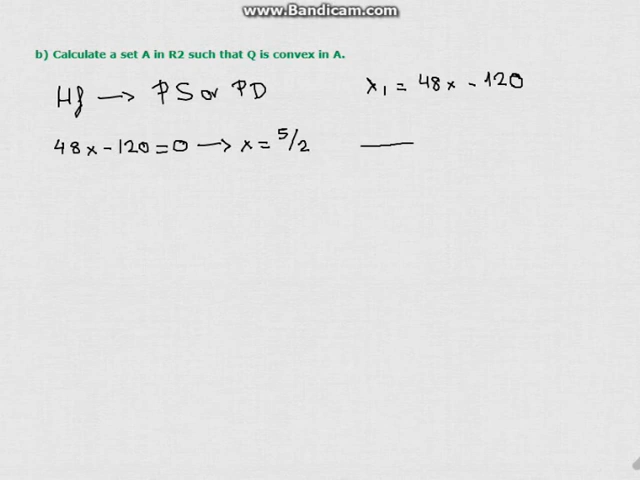 www.Bandicam.com
b) Calculate a set A in R2 such that Q is convex in A.
Hf → PS or PD
x₁ = 48x - 120
48x - 120 = 0 → x = 5/2